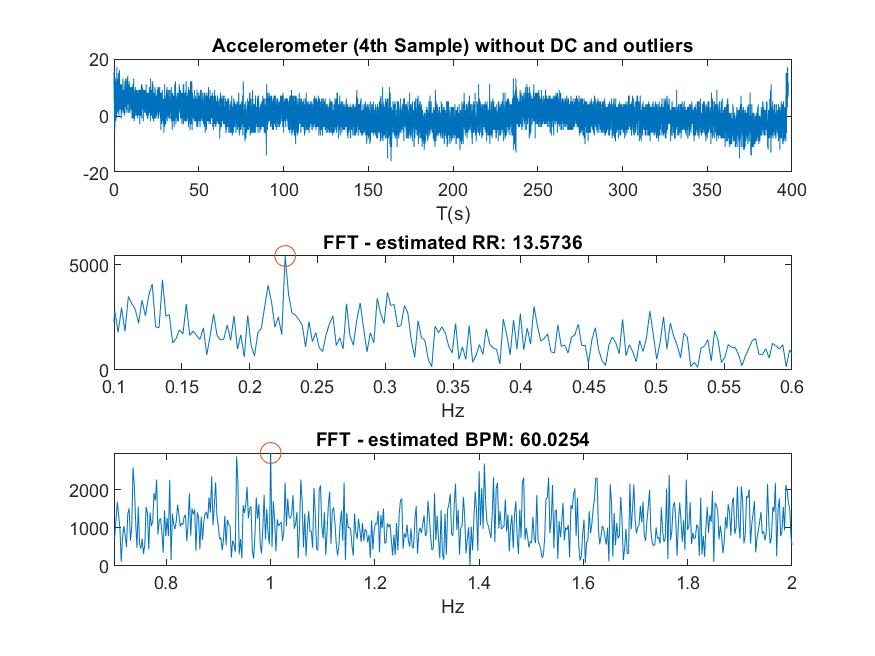 Accelerometer (4th Sample) without DC and outliers
20
0
-20
0 50 100 150 200 250 300 350 400
T(s)
FFT - estimated RR: 13.5736
5000
0
0.1 0.15 0.2 0.25 0.3 0.35 0.4 0.45 0.5 0.55 0.6
Hz
FFT - estimated BPM: 60.0254
2000
1000
0
0.8 1 1.2 1.4 1.6 1.8 2
Hz